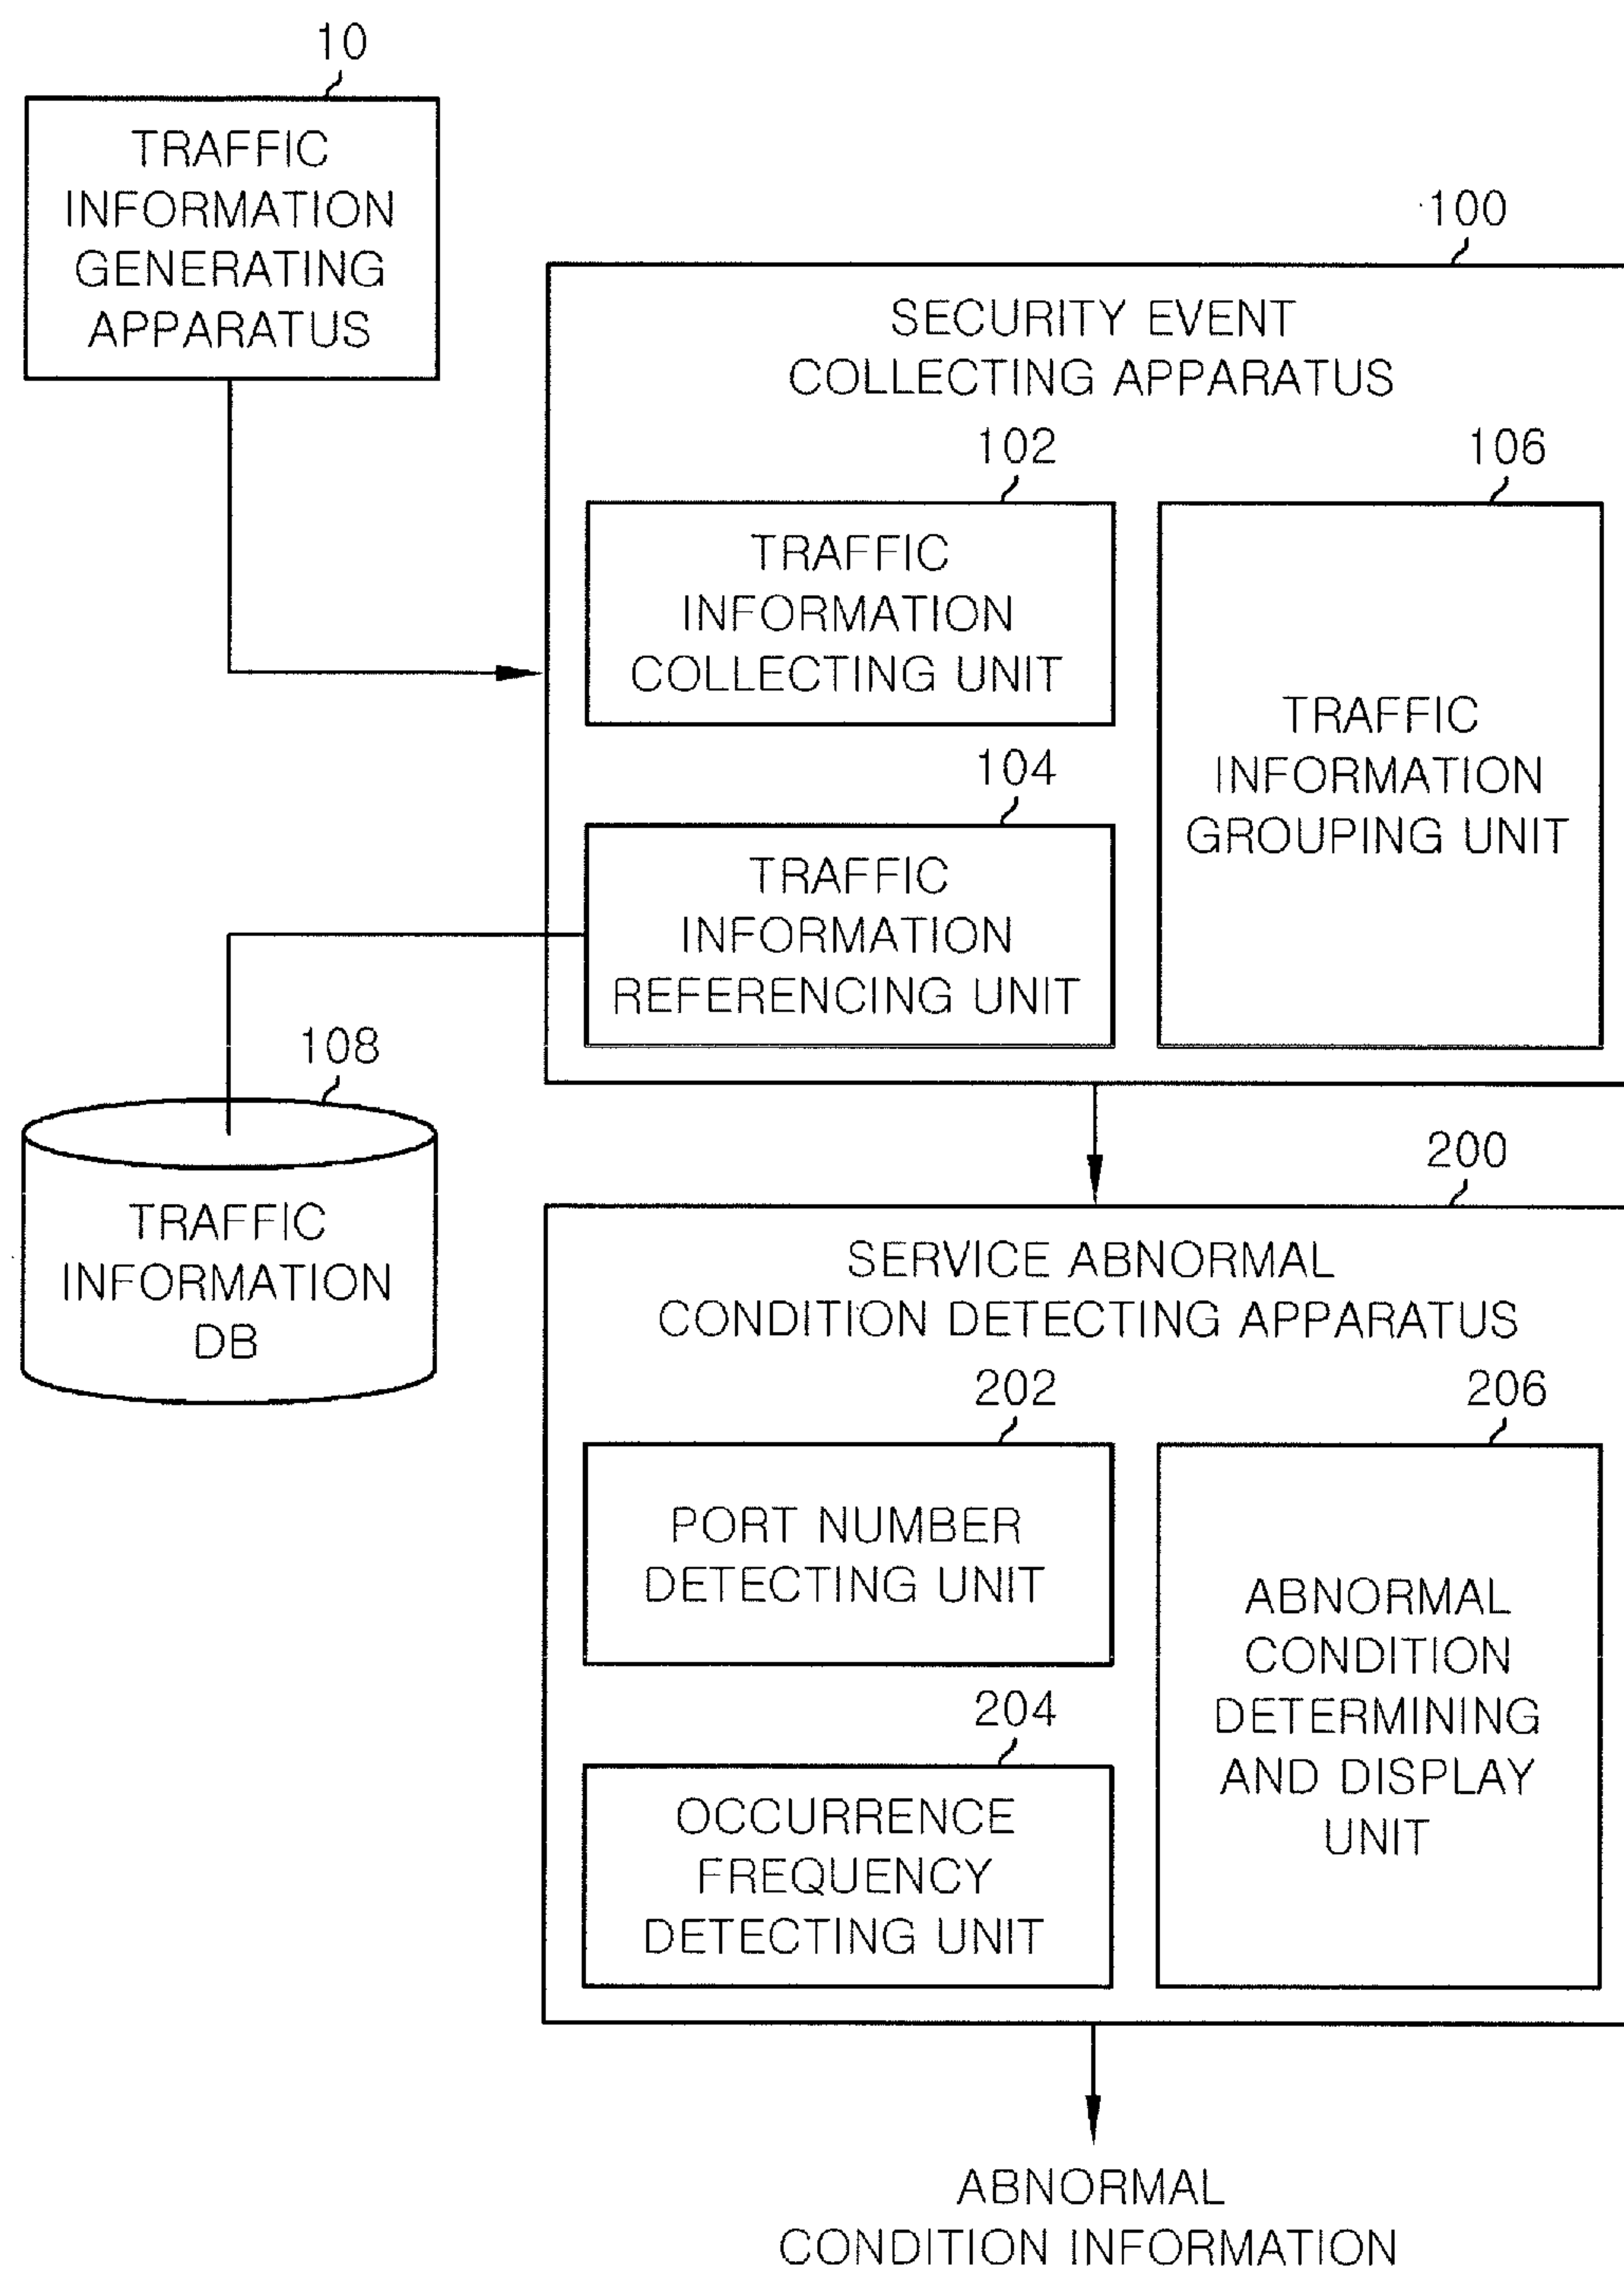 10
TRAFFIC
INFORMATION
GENERATING
APPARATUS
100
SECURITY EVENT
COLLECTING APPARATUS
102
TRAFFIC
INFORMATION
COLLECTING UNIT
106
TRAFFIC
INFORMATION
GROUPING UNIT
104
TRAFFIC
INFORMATION
REFERENCING UNIT
108
TRAFFIC
INFORMATION
DB
200
SERVICE ABNORMAL
CONDITION DETECTING APPARATUS
202
PORT NUMBER
DETECTING UNIT
206
ABNORMAL
CONDITION
DETERMINING
AND DISPLAY
UNIT
204
OCCURRENCE
FREQUENCY
DETECTING UNIT
ABNORMAL
CONDITION INFORMATION